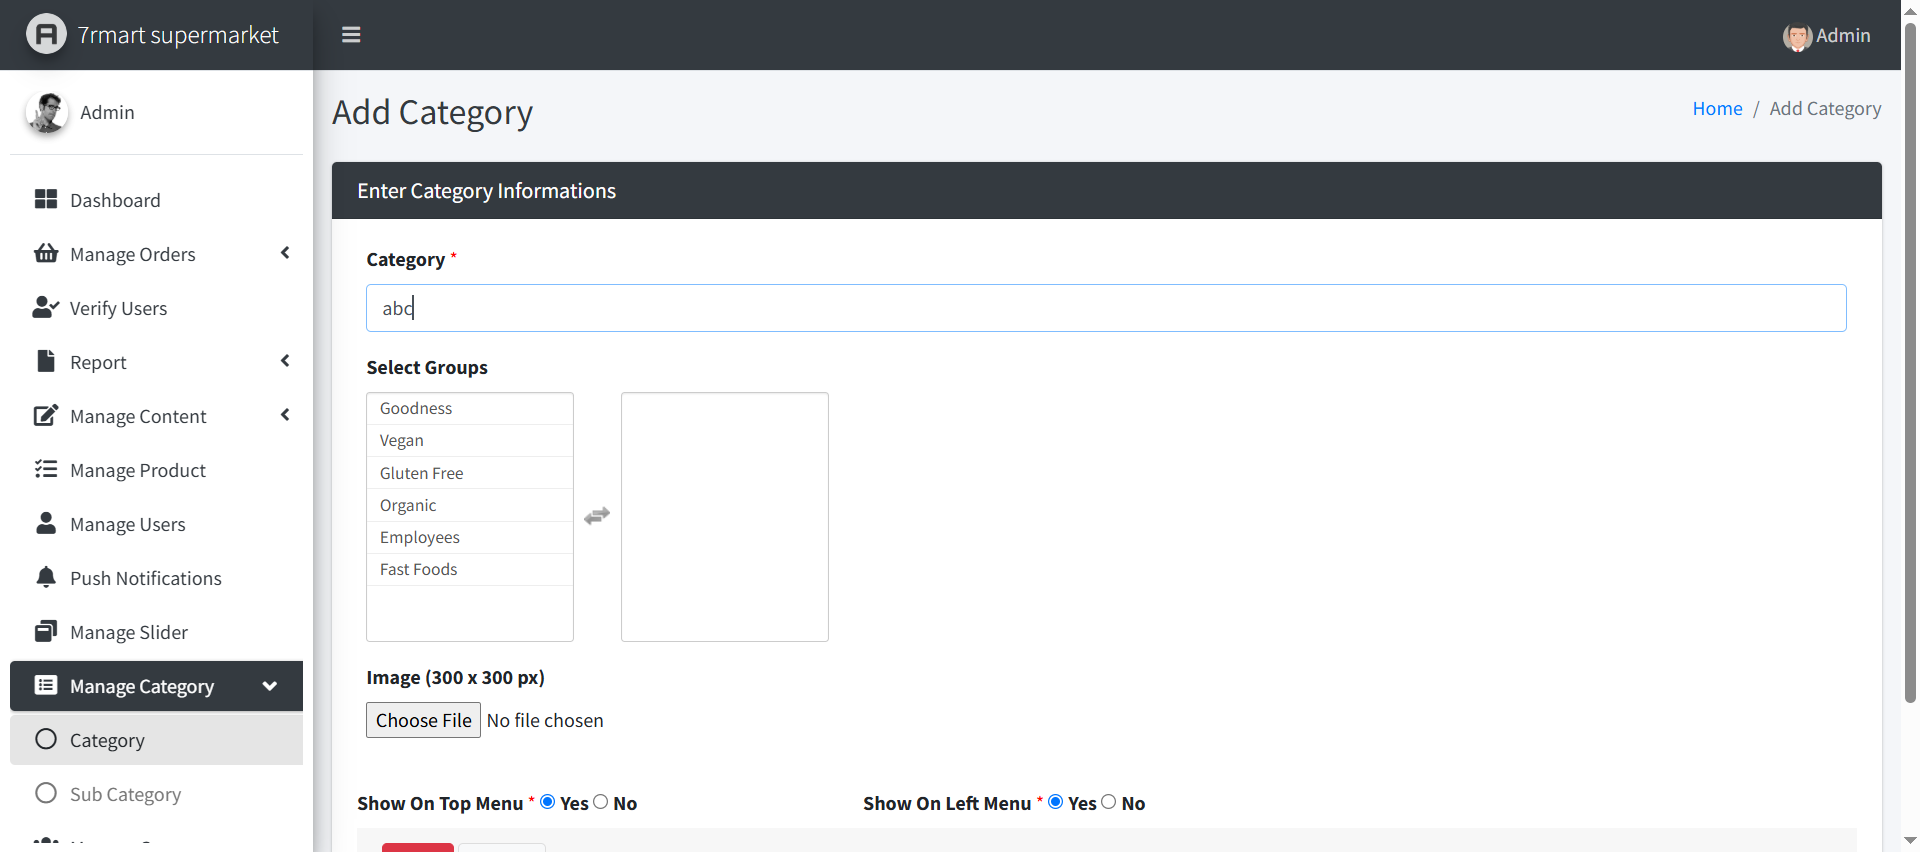 7rmart supermarket
Admin
Admin
Add Category
Home / Add Category
Dashboard
Manage Orders
Verify Users
Report
Manage Content
Manage Product
Manage Users
Push Notifications
Manage Slider
Manage Category
Category
Sub Category
Enter Category Informations
Category *
abc
Select Groups
Goodness
Vegan
Gluten Free
Organic
Employees
Fast Foods
Image (300 x 300 px)
Choose File No file chosen
Show On Top Menu * Yes No
Show On Left Menu * Yes No